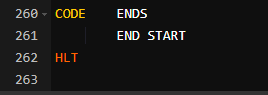 260 CODE    ENDS
261         END START
262 HLT
263